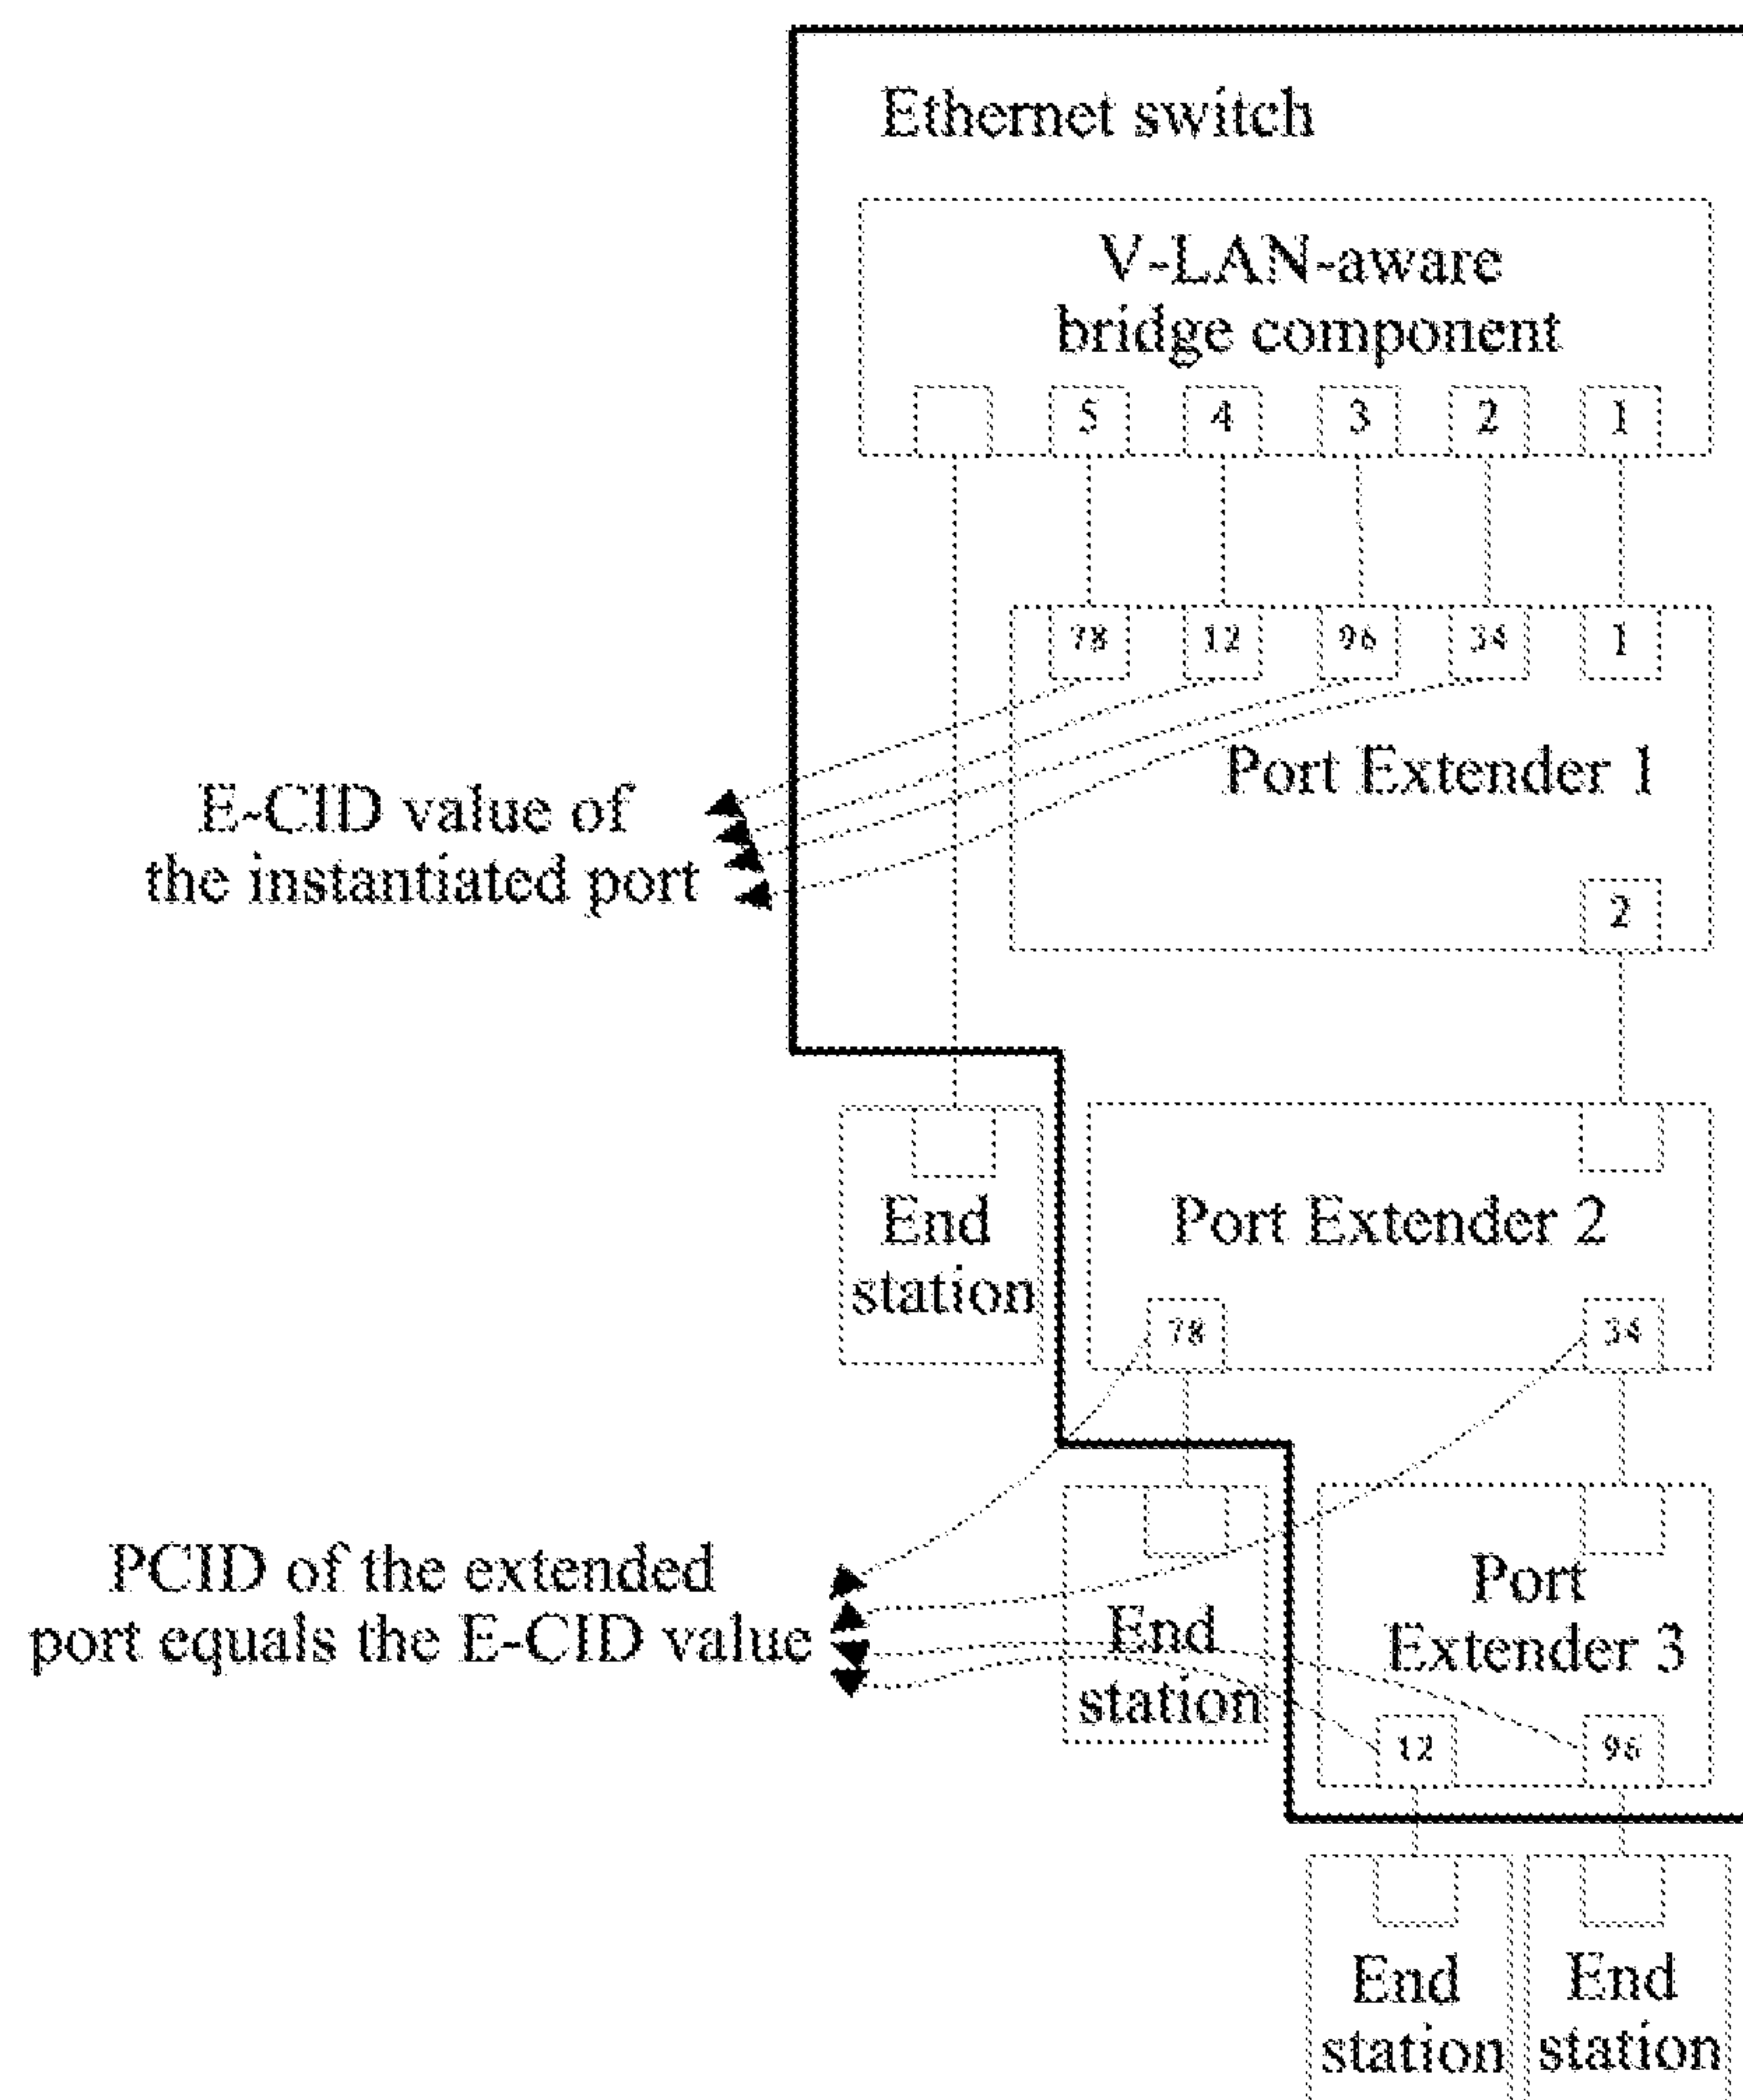 Ethernet switch
V-LAN-aware
bridge component
5 4 3 2 1
78 12 96 34 1
Port Extender 1
E-CID value of
the instantiated port
2
Port Extender 2
End
station
78 34
PCID of the extended
port equals the E-CID value
End
station
Port
Extender 3
12 96
End
station
End
station